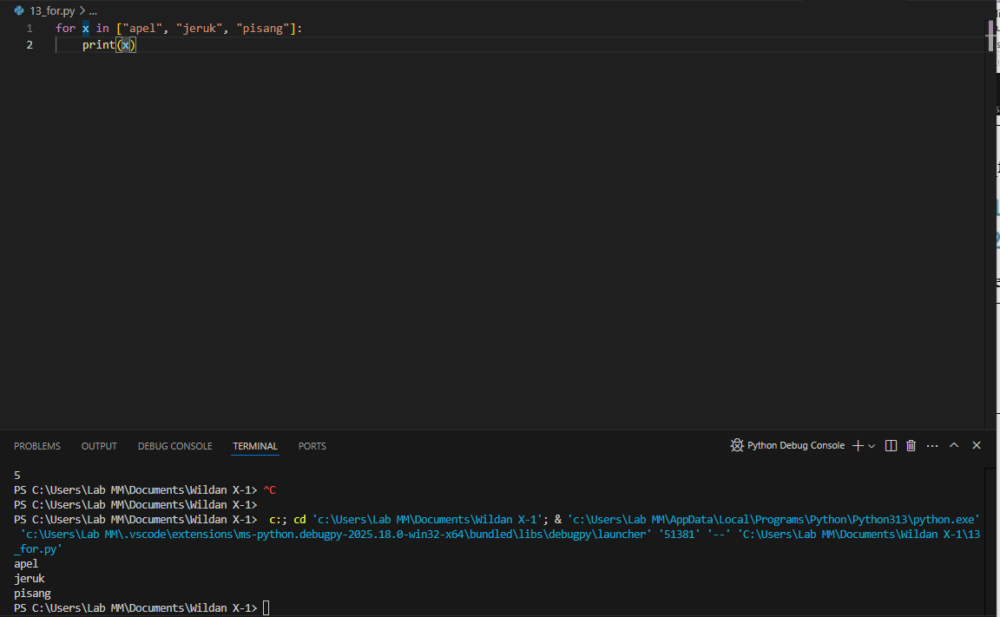 13_for.py > ...
1 for x in ["apel", "jeruk", "pisang"]:
2     print(x)
PROBLEMS OUTPUT DEBUG CONSOLE TERMINAL PORTS Python Debug Console
5
PS C:\Users\Lab MM\Documents\Wildan X-1> ^C
PS C:\Users\Lab MM\Documents\Wildan X-1>
PS C:\Users\Lab MM\Documents\Wildan X-1>  c:; cd 'c:\Users\Lab MM\Documents\Wildan X-1'; & 'c:\Users\Lab MM\AppData\Local\Programs\Python\Python313\python.exe'
 'c:\Users\Lab MM\.vscode\extensions\ms-python.debugpy-2025.18.0-win32-x64\bundled\libs\debugpy\launcher' '51381' '--' 'C:\Users\Lab MM\Documents\Wildan X-1\13
_for.py'
apel
jeruk
pisang
PS C:\Users\Lab MM\Documents\Wildan X-1>